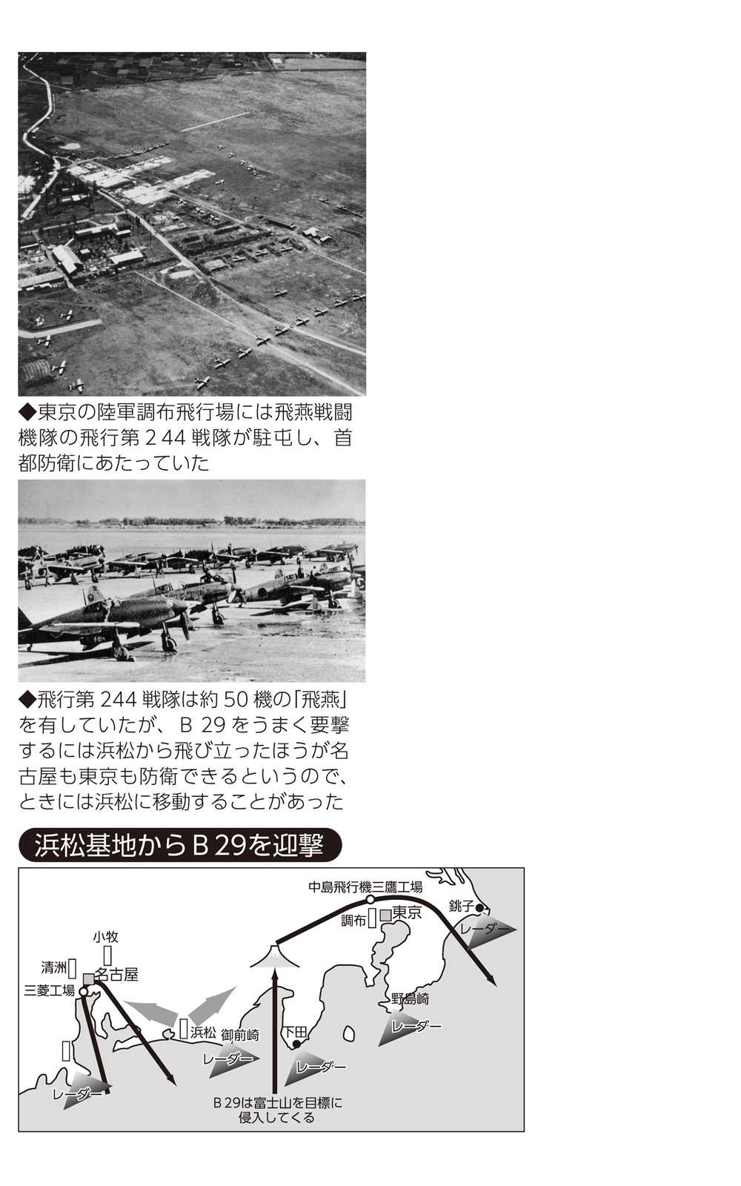 ◆東京の陸軍調布飛行場には飛燕戦闘
機隊の飛行第244戦隊が駐屯し、首
都防衛にあたっていた
◆飛行第 244 戦隊は約 50 機の「飛燕」
を有していたが、B 29 をうまく要撃
するには浜松から飛び立ったほうが名
古屋も東京も防衛できるというので、
ときには浜松に移動することがあった
浜松基地からB29を迎撃
中島飛行機三鷹工場
調布
東京
銚子
レーダー
小牧
清洲
名古屋
三菱工場
野島崎
レーダー
浜松
御前崎
レーダー
下田
レーダー
レーダー
B29は富士山を目標に
侵入してくる